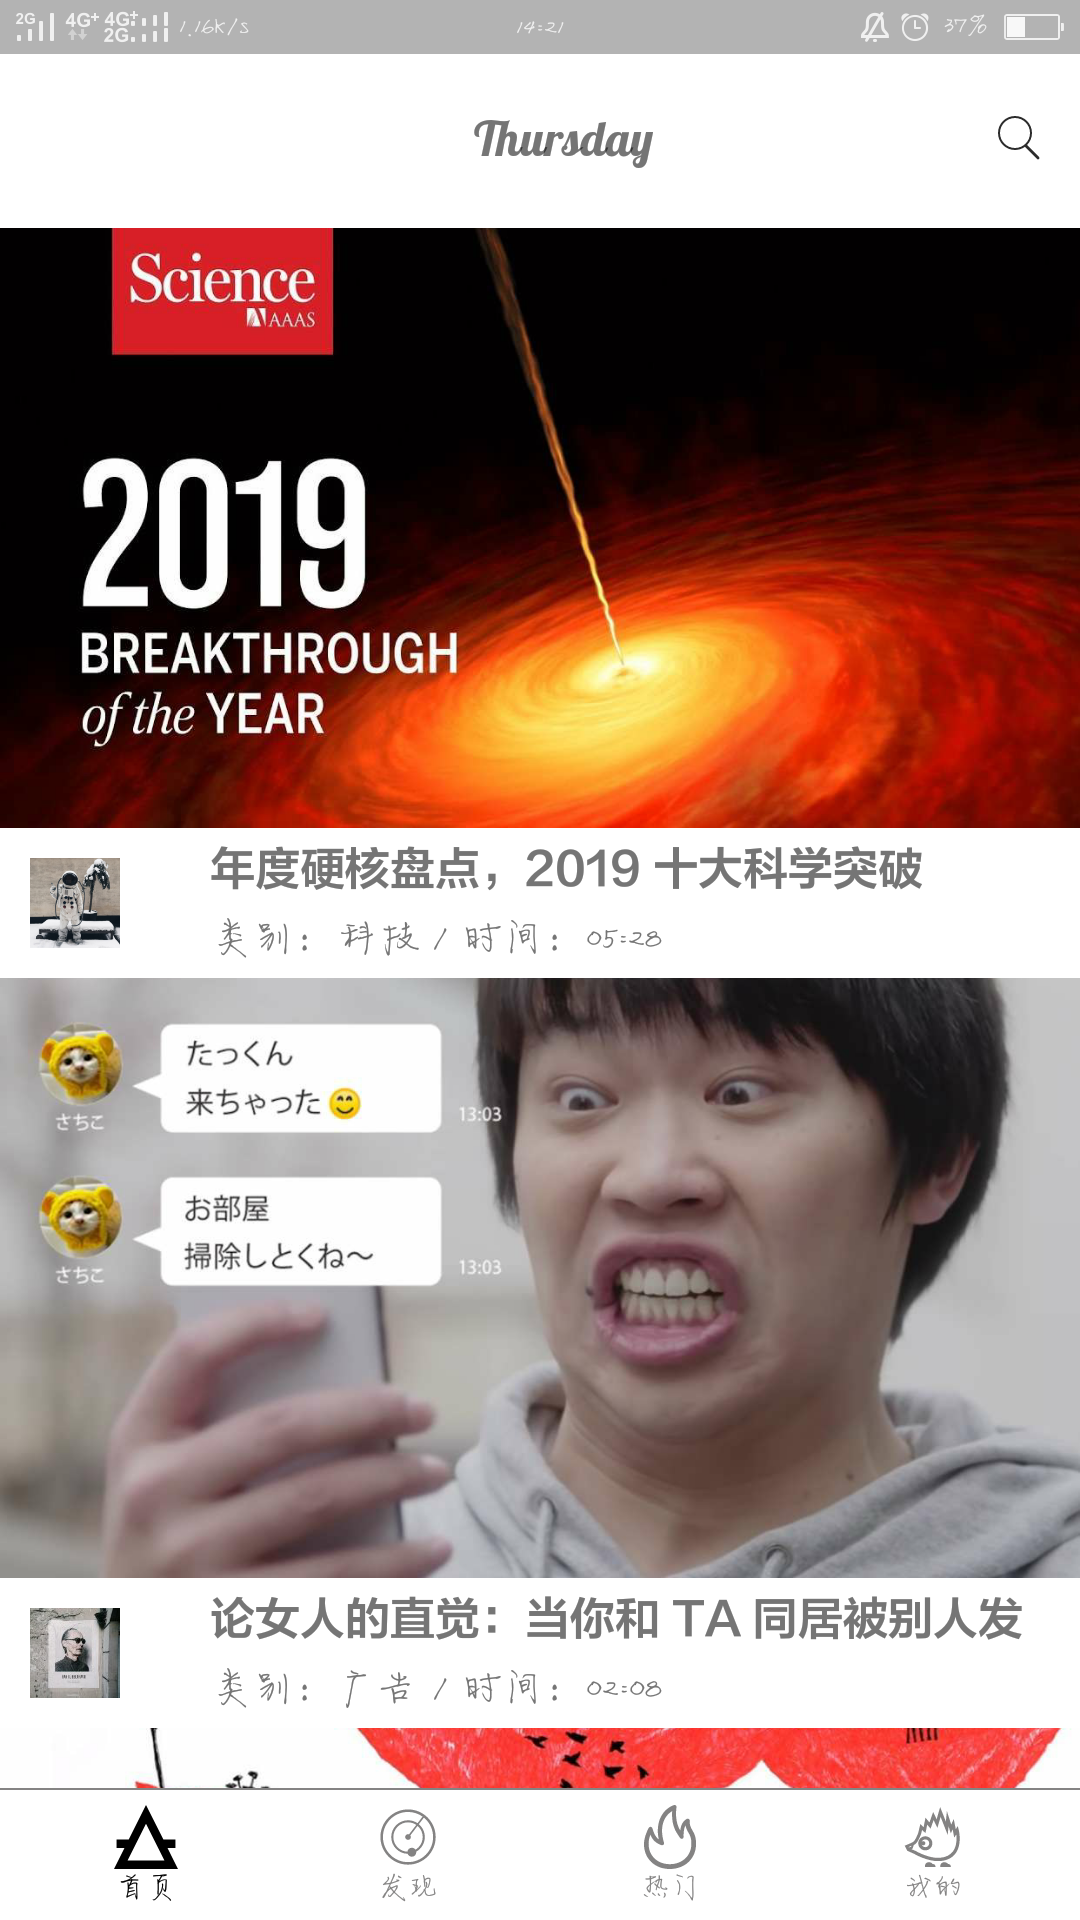 2G 4G+ 4G+ 2G 1.16K/s 14:21 37%
Thursday
Science
AAAS
2019
BREAKTHROUGH
of the YEAR
年度硬核盘点，2019 十大科学突破
类别：科技 / 时间：05:28
たっくん
来ちゃった😊
13:03
さちこ
お部屋
掃除しとくね～
13:03
さちこ
论女人的直觉：当你和 TA 同居被别人发
类别：广告 / 时间：02:08
首页 发现 热门 我的